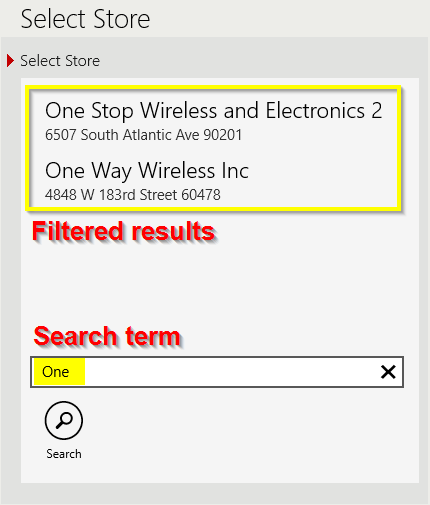 Select Store
Select Store
One Stop Wireless and Electronics 2
6507 South Atlantic Ave 90201
One Way Wireless Inc
4848 W 183rd Street 60478
Filtered results
Search term
One
Search